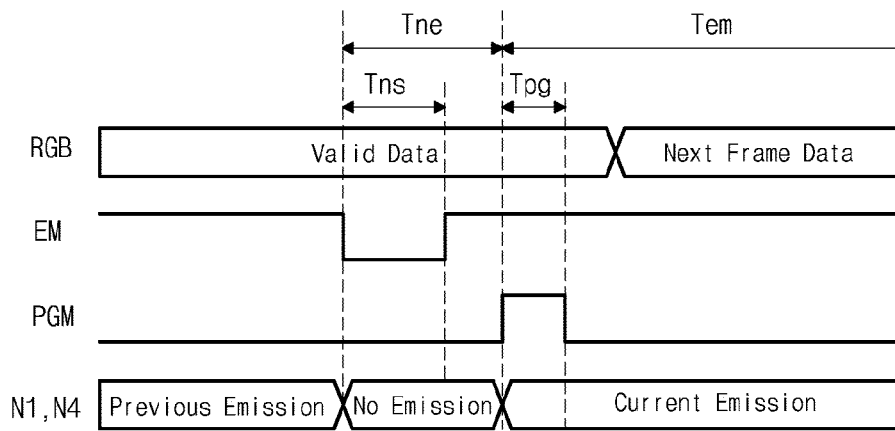 Tne Tem
Tns Tpg
RGB Valid Data Next Frame Data
EM
PGM
N1,N4 Previous Emission No Emission Current Emission